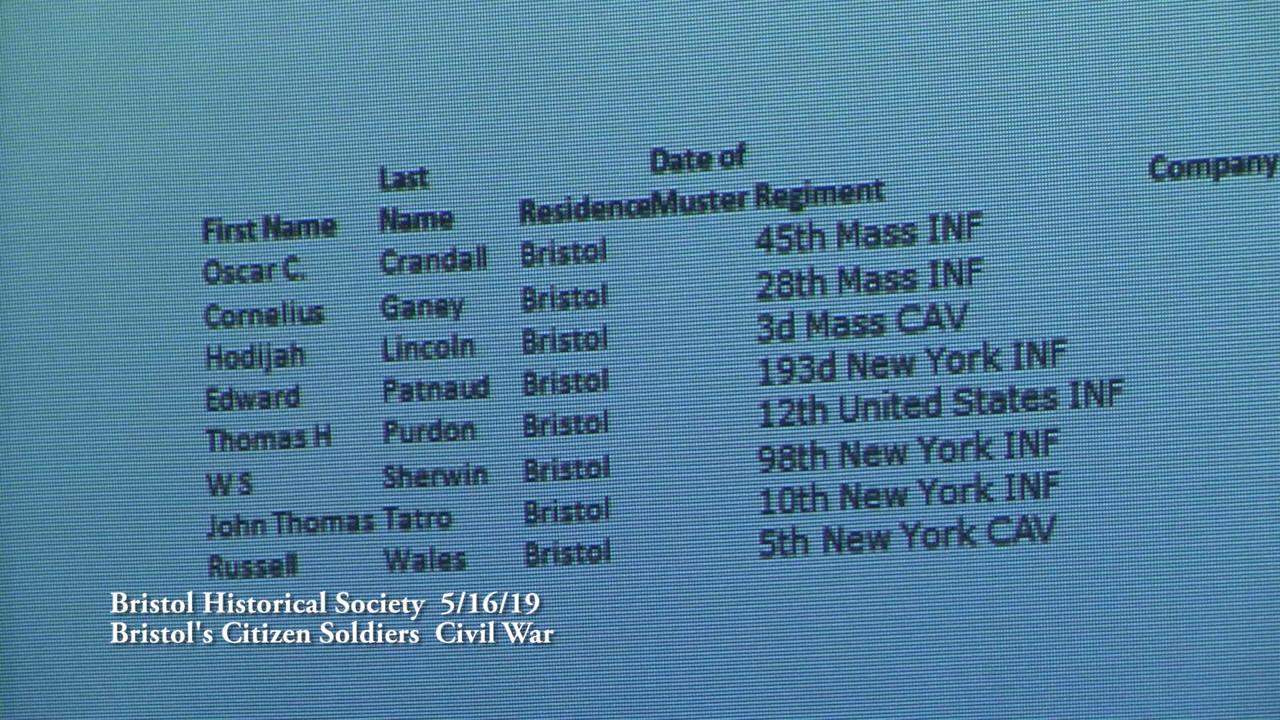 Date of
Last Company
First Name Name Residence Muster Regiment
Oscar C. Crandall Bristol 45th Mass INF
Cornelius Ganey Bristol 28th Mass INF
Hodijah Lincoln Bristol 3d Mass CAV
Edward Patnaud Bristol 193d New York INF
Thomas H Purdon Bristol 12th United States INF
W S Sherwin Bristol 98th New York INF
John Thomas Tatro Bristol 10th New York INF
Russell Wales Bristol 5th New York CAV
Bristol Historical Society 5/16/19
Bristol's Citizen Soldiers Civil War